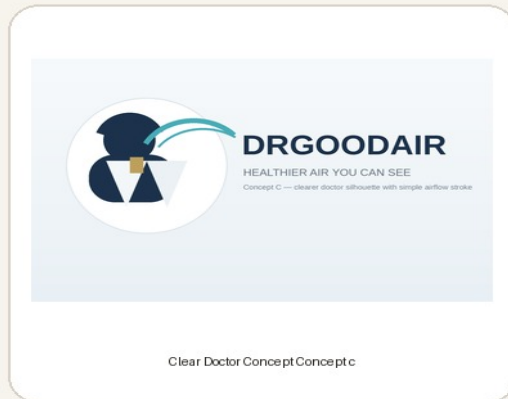 DRGOODAIR
HEALTHIER AIR YOU CAN SEE
Concept C — clearer doctor silhouette with simple airflow stroke
Clear Doctor Concept Concept c